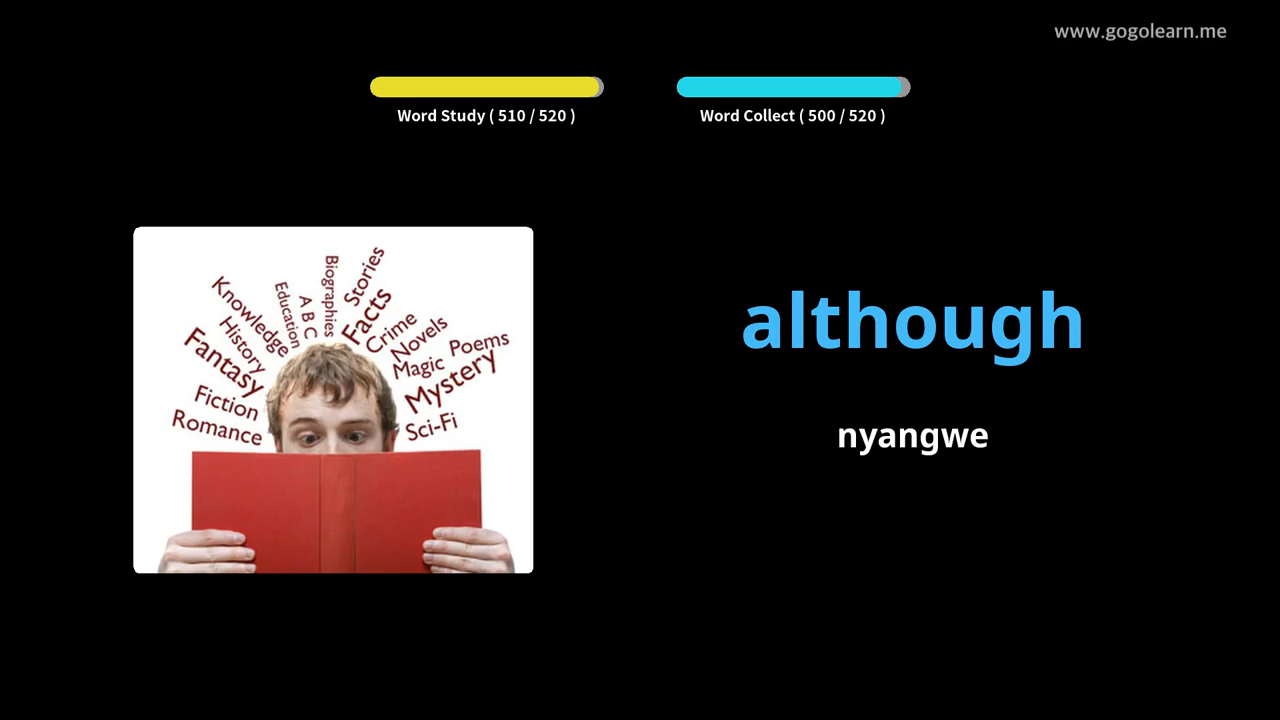 www.gogolearn.me
Word Study ( 510 / 520 )
Word Collect ( 500 / 520 )
although
nyangwe
Biographies
Stories
Education
A B C
Facts
Knowledge
Crime
History
Novels
Poems
Fantasy
Magic
Mystery
Fiction
Romance
Sci-Fi